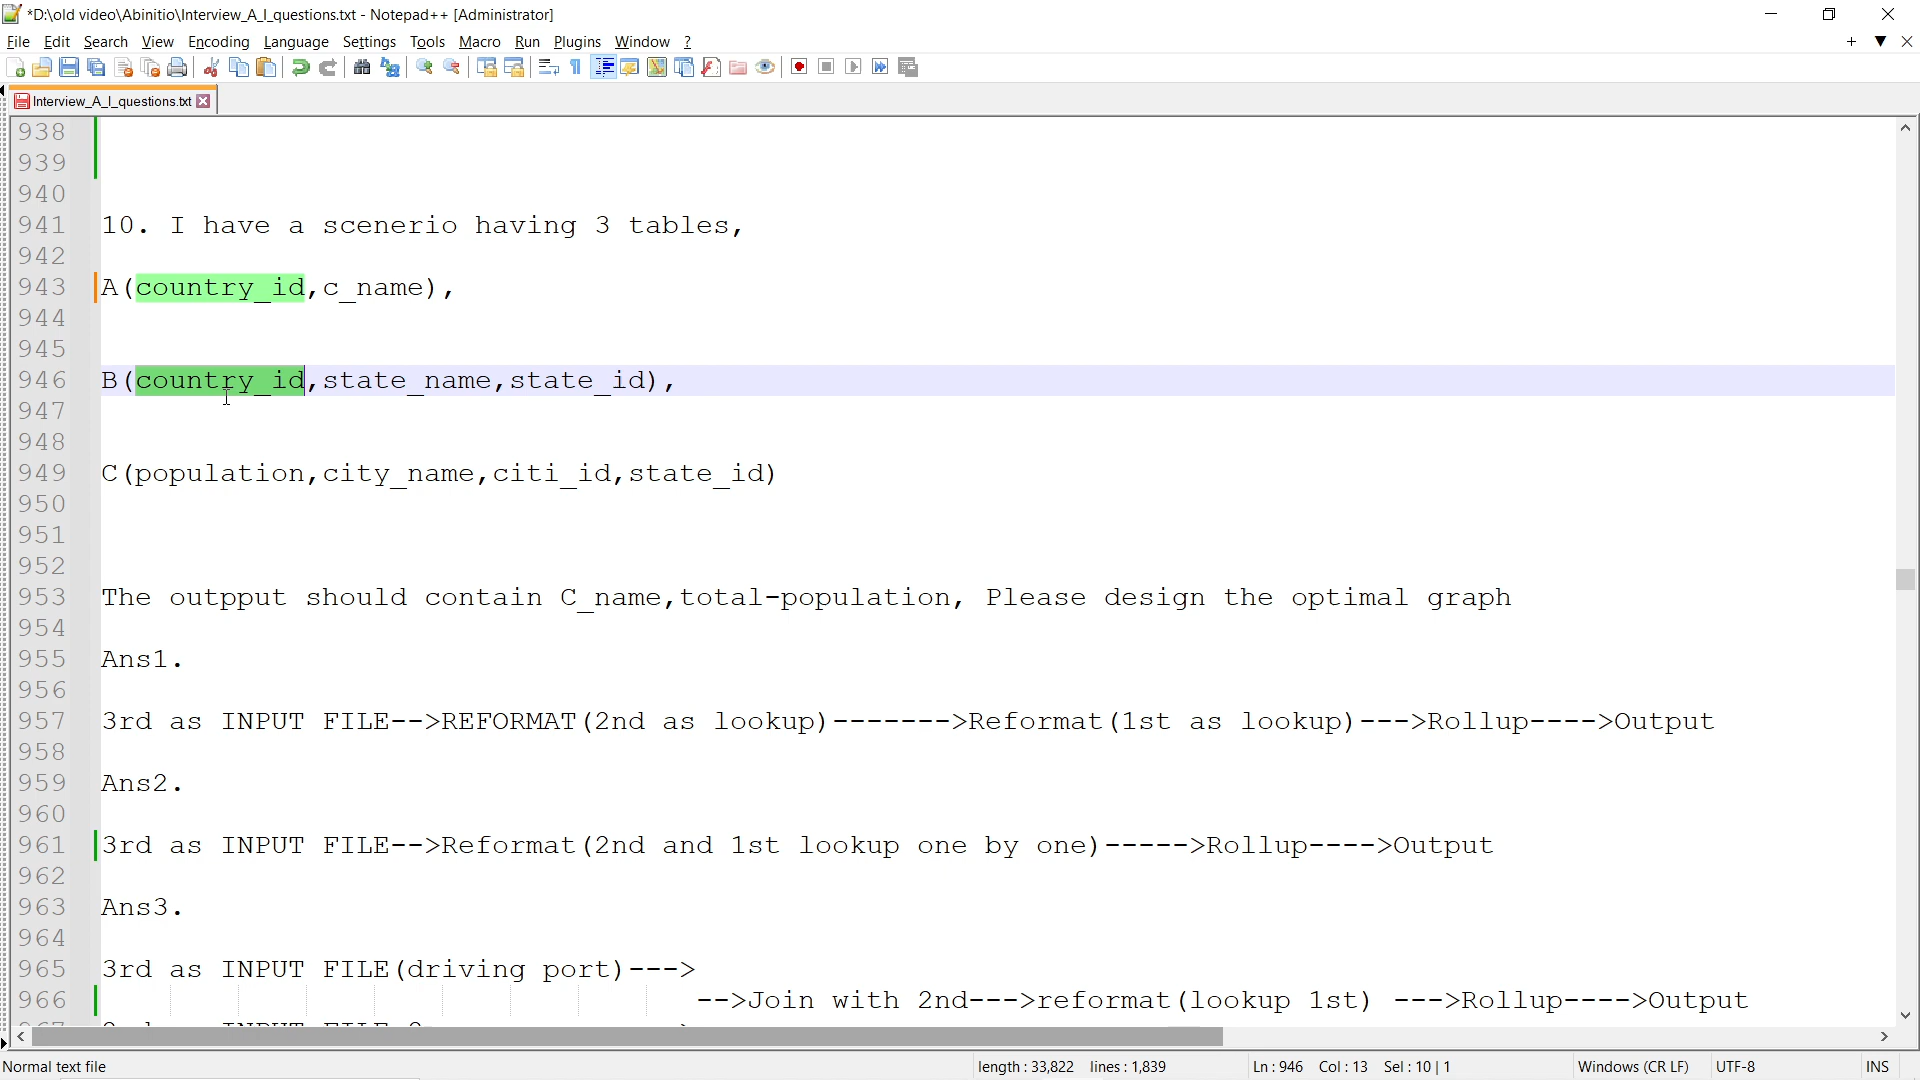 *D:\old video\Abinitio\Interview_A_I_questions.txt - Notepad++ [Administrator]
File Edit Search View Encoding Language Settings Tools Macro Run Plugins Window ?
Interview_A_I_questions.txt
938
939
940
941 10. I have a scenerio having 3 tables,
942
943 A(country_id,c_name),
944
945
946 B(country_id,state_name,state_id),
947
948
949 C(population,city_name,citi_id,state_id)
950
951
952
953 The outpput should contain C_name,total-population, Please design the optimal graph
954
955 Ans1.
956
957 3rd as INPUT FILE-->REFORMAT(2nd as lookup)------->Reformat(1st as lookup)--->Rollup---->Output
958
959 Ans2.
960
961 3rd as INPUT FILE-->Reformat(2nd and 1st lookup one by one)----->Rollup---->Output
962
963 Ans3.
964
965 3rd as INPUT FILE(driving port)--->
966 -->Join with 2nd--->reformat(lookup 1st) --->Rollup---->Output
Normal text file length : 33,822 lines : 1,839 Ln : 946 Col : 13 Sel : 10 | 1 Windows (CR LF) UTF-8 INS